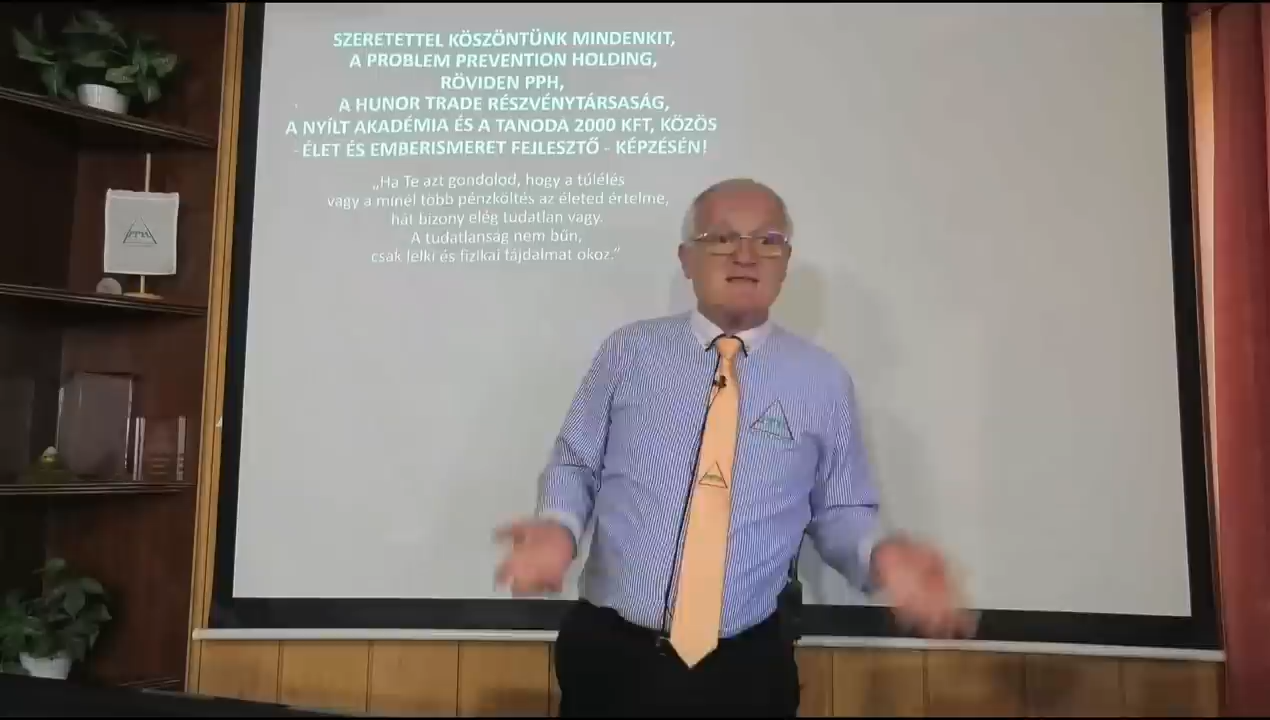 SZERETETTEL KÖSZÖNTÜNK MINDENKIT,
A PROBLEM PREVENTION HOLDING,
RÖVIDEN PPH,
A HUNOR TRADE RÉSZVÉNYTÁRSASÁG,
A NYÍLT AKADÉMIA ÉS A TANODA 2000 KFT, KÖZÖS
- ÉLET ÉS EMBERISMERET FEJLESZTŐ - KÉPZÉSÉN!
„Ha Te azt gondolod, hogy a túlélés
vagy a minél több pénzköltés az életed értelme,
hát bizony elég tudatlan vagy.
A tudatlanság nem bűn,
csak lelki és fizikai fájdalmat okoz.”